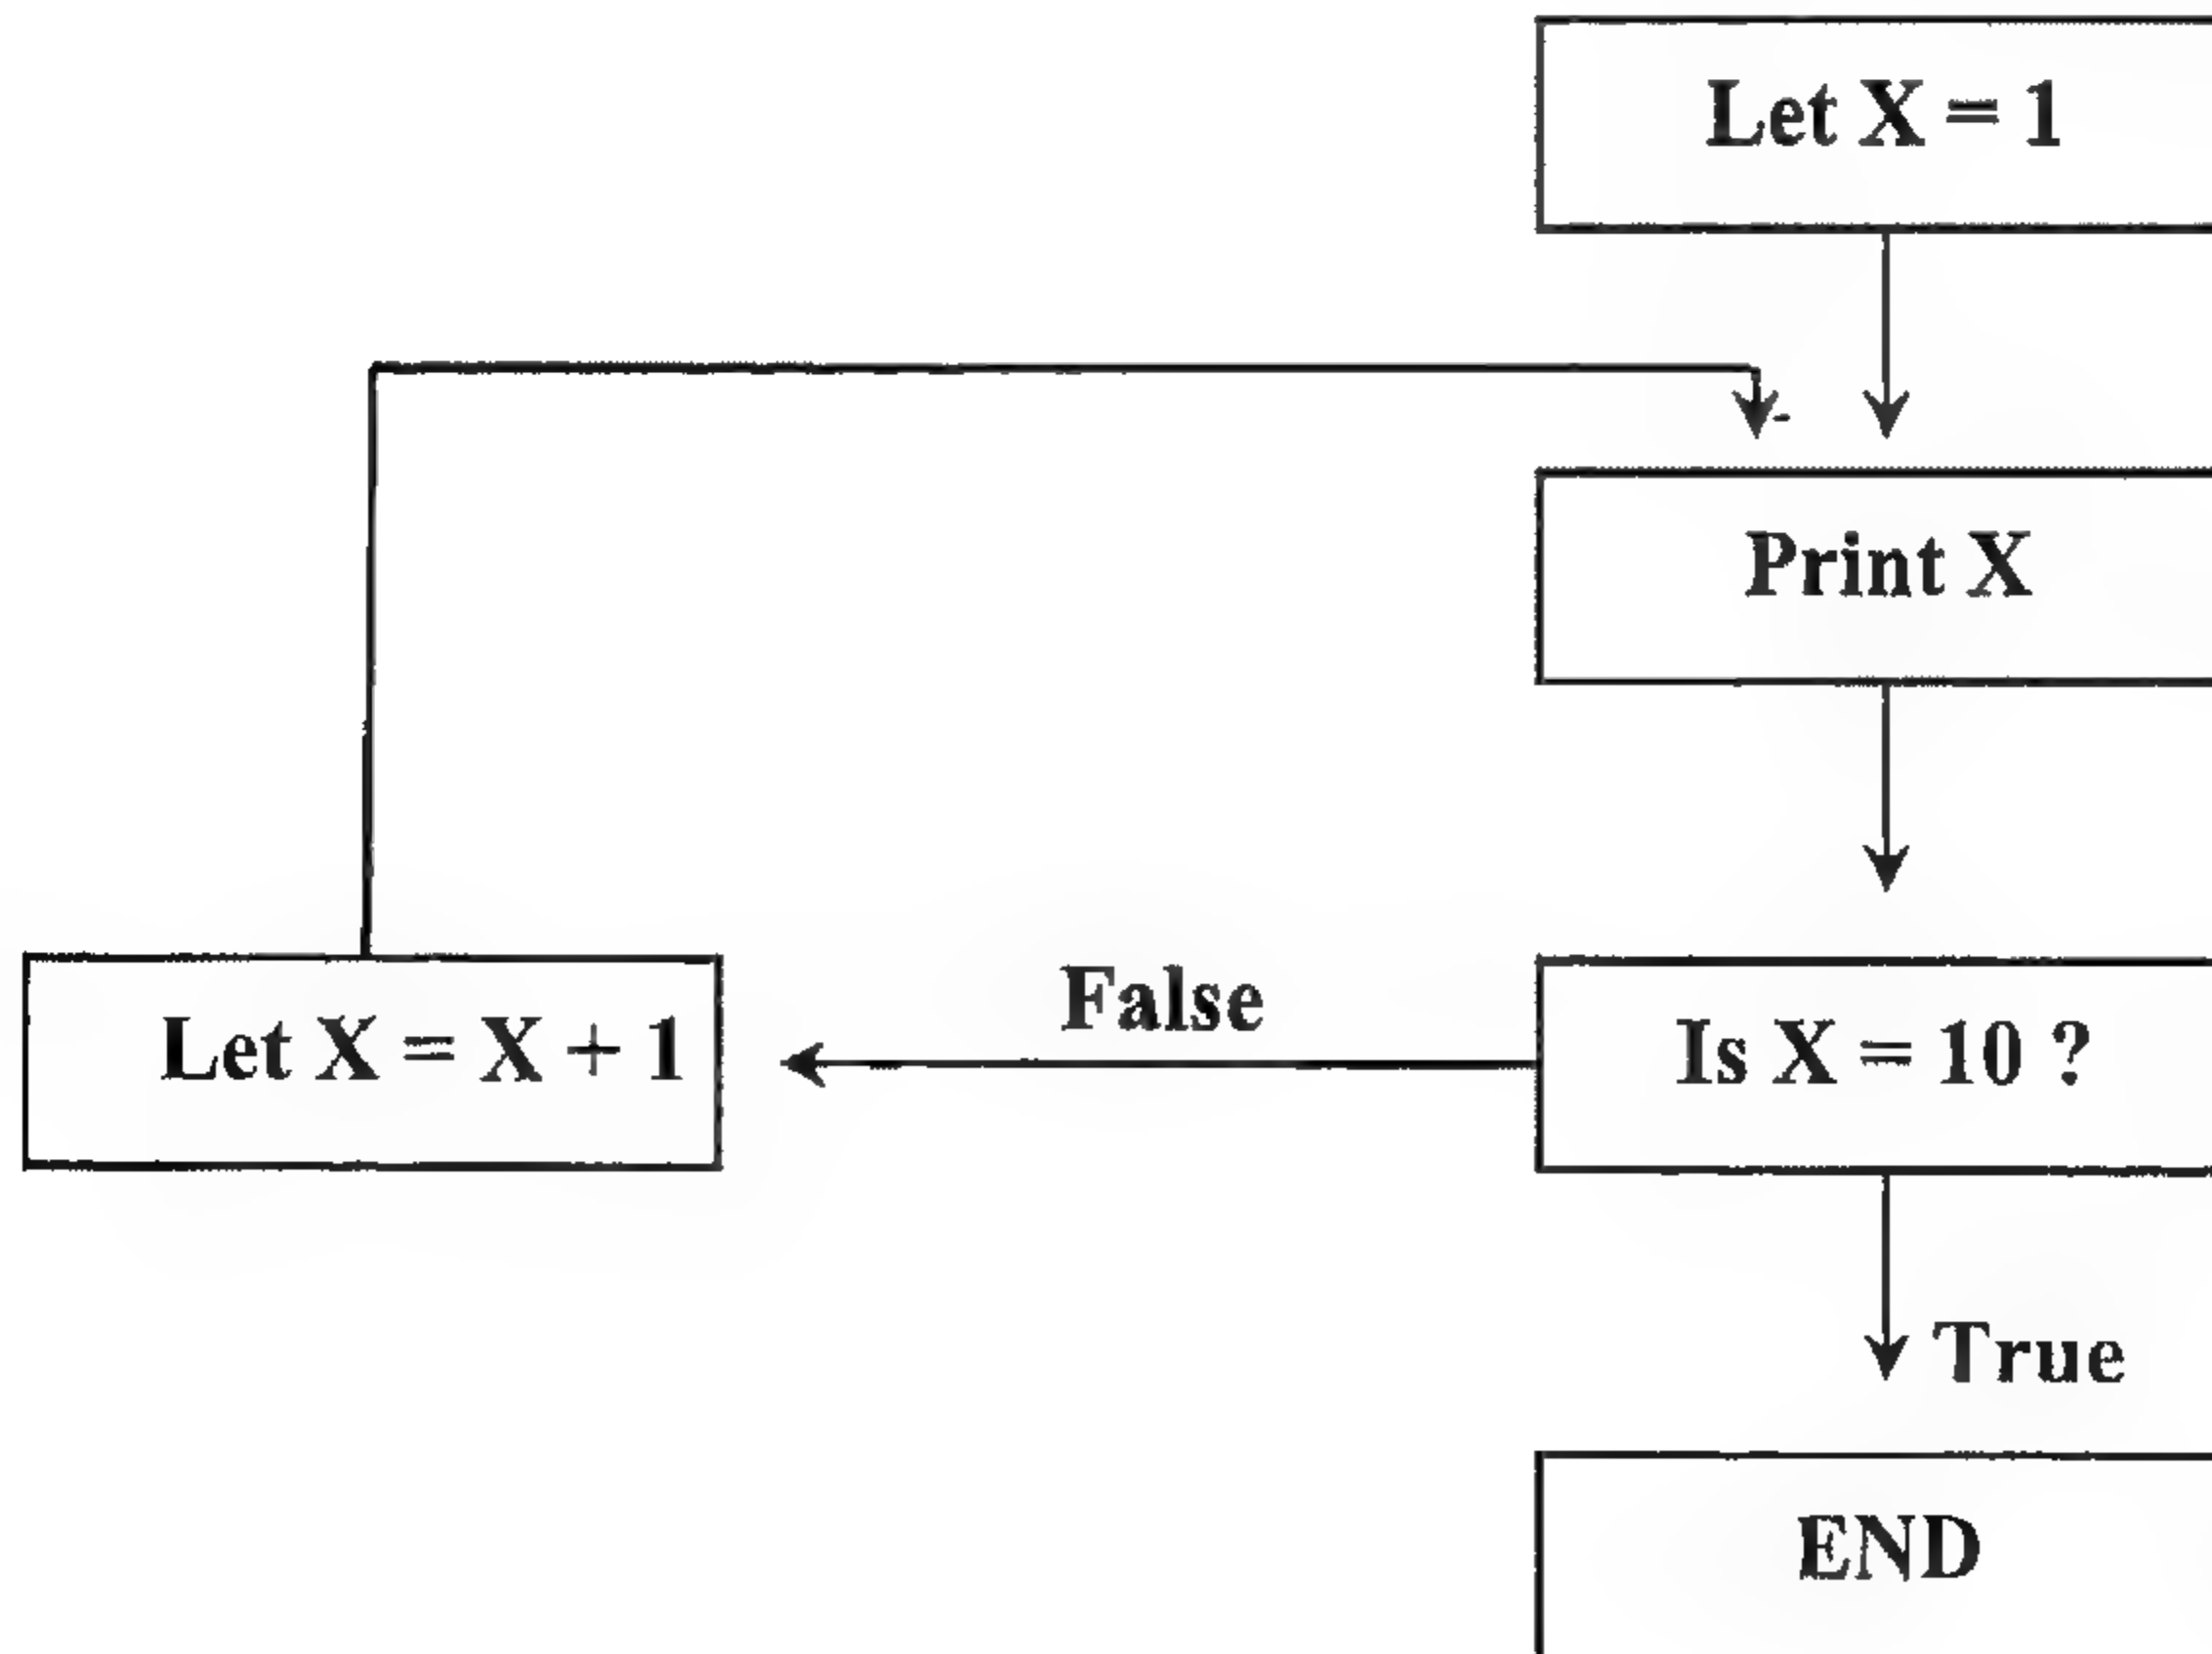 Let X = 1
Print X
False
Let X = X + 1
Is X = 10 ?
True
END